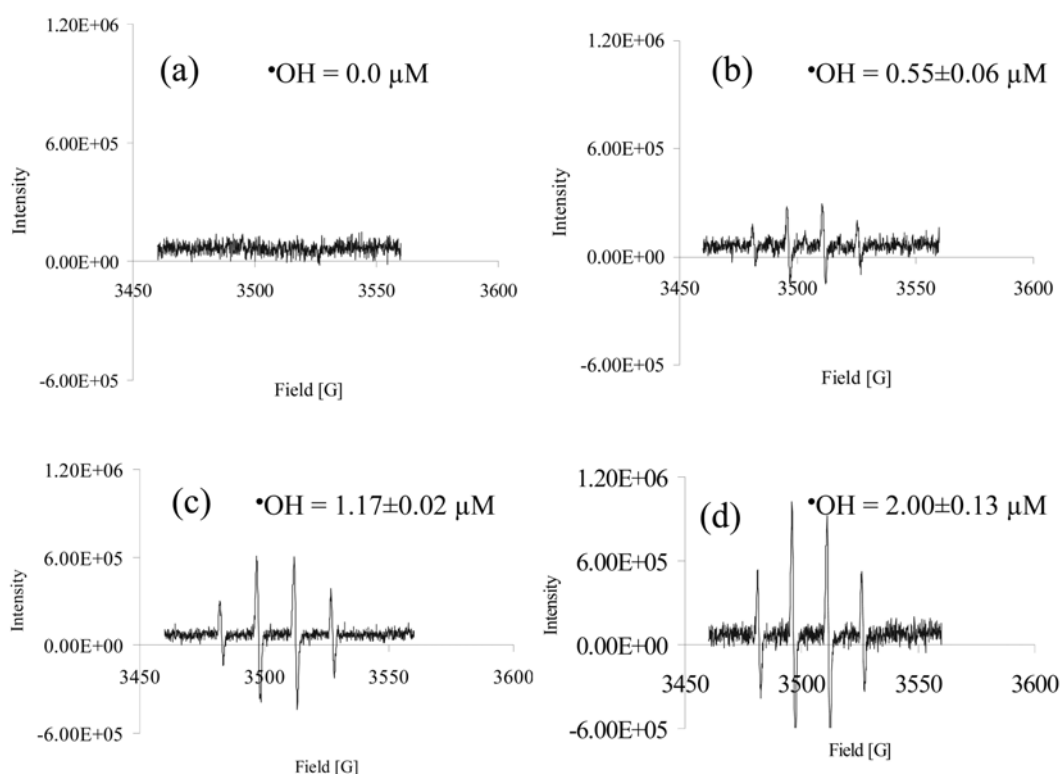 1.20E+06
(a)
•OH = 0.0 µM
6.00E+05
Intensity
0.00E+00
3450 3500 3550 3600
-6.00E+05
Field [G]
1.20E+06
(b)
•OH = 0.55±0.06 µM
6.00E+05
Intensity
0.00E+00
3450 3500 3550 3600
-6.00E+05
Field [G]
1.20E+06
(c)
•OH = 1.17±0.02 µM
6.00E+05
Intensity
0.00E+00
3450 3500 3550 3600
-6.00E+05
Field [G]
1.20E+06
(d)
•OH = 2.00±0.13 µM
6.00E+05
Intensity
0.00E+00
3450 3500 3550 3600
-6.00E+05
Field [G]